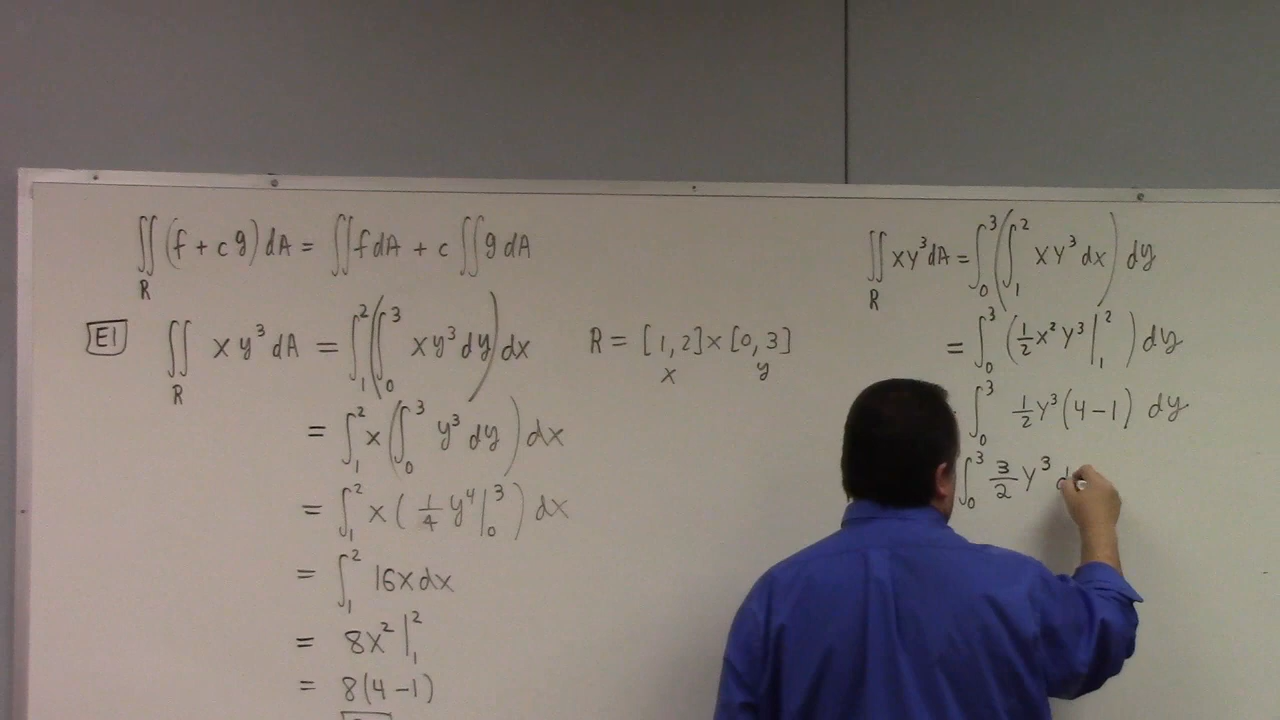 ∬_R (f + cg) dA = ∬ f dA + c ∬ g dA
E1 ∬_R xy³ dA = ∫₁² (∫₀³ xy³ dy) dx R = [1, 2] × [0, 3]
x y
= ∫₁² x (∫₀³ y³ dy) dx
= ∫₁² x (1/4 y⁴ |₀³) dx
= ∫₁² 16x dx
= 8x² |₁²
= 8(4 − 1)
∬_R xy³ dA = ∫₀³ (∫₁² xy³ dx) dy
= ∫₀³ (1/2 x² y³ |₁²) dy
∫₀³ 1/2 y³ (4 − 1) dy
∫₀³ 3/2 y³ d